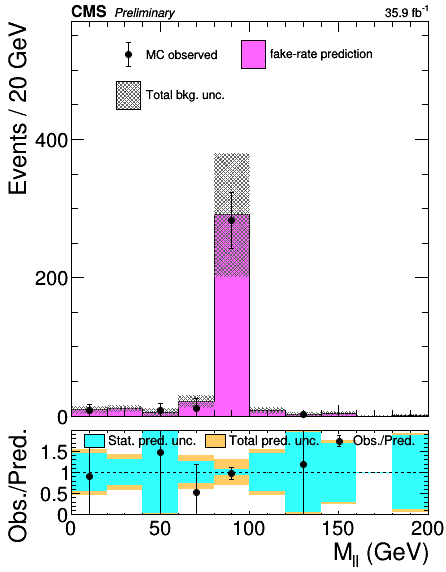 CMS Preliminary 35.9 fb⁻¹
MC observed fake-rate prediction
Total bkg. unc.
Events / 20 GeV
400
200
0
Stat. pred. unc. Total pred. unc. Obs./Pred.
Obs./Pred.
1.5
1
0.5
0
0 50 100 150 200
M_ll (GeV)